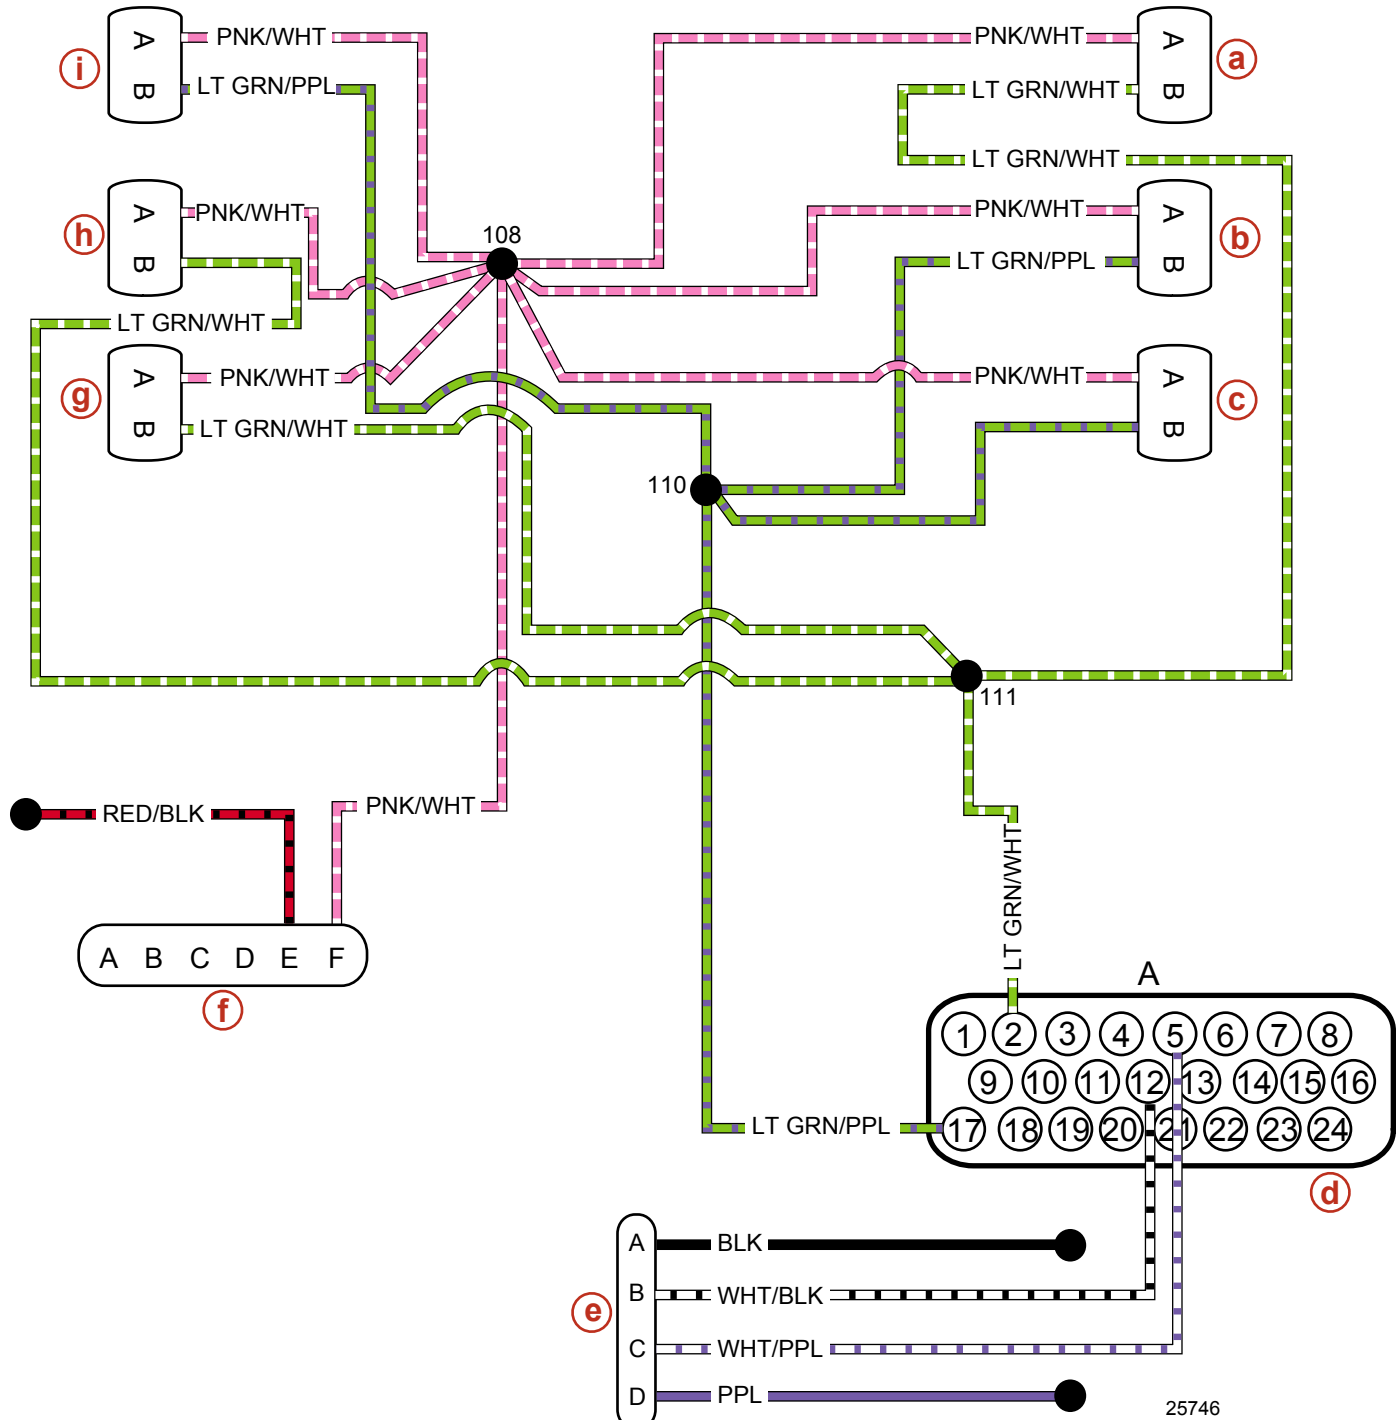 A PNK/WHT PNK/WHT A
i a
B LT GRN/PPL LT GRN/WHT B
LT GRN/WHT
A PNK/WHT PNK/WHT A
h 108 b
B LT GRN/PPL B
LT GRN/WHT
A PNK/WHT PNK/WHT A
g c
B LT GRN/WHT B
110
111
RED/BLK PNK/WHT
LT GRN/WHT
A B C D E F
f
A
1 2 3 4 5 6 7 8
9 10 11 12 13 14 15 16
LT GRN/PPL 17 18 19 20 21 22 23 24
d
A BLK
B WHT/BLK
e
C WHT/PPL
D PPL
25746